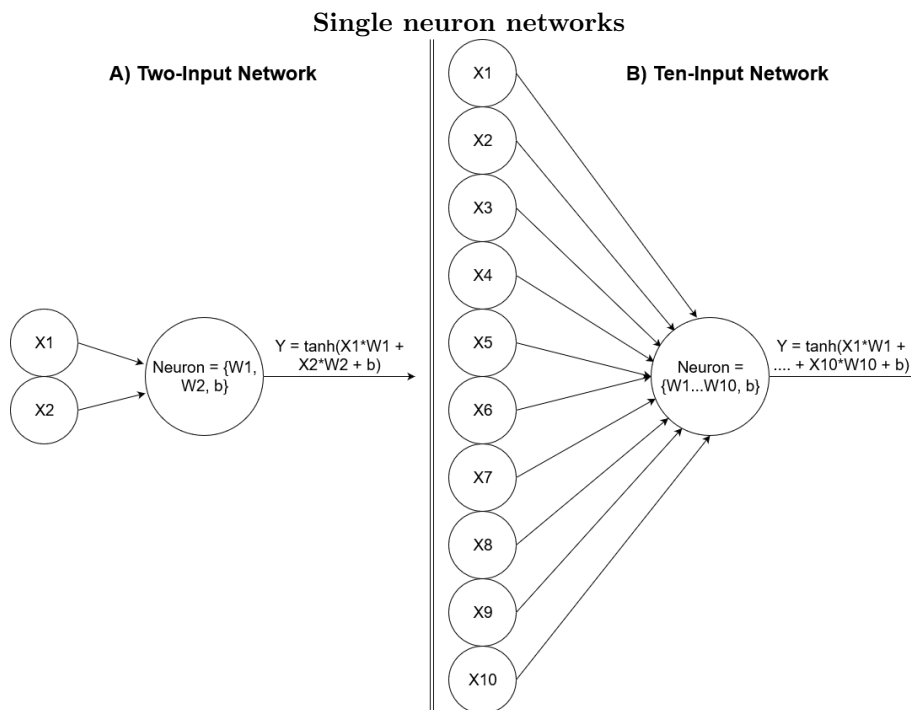 Single neuron networks
A) Two-Input Network
X1
X2
Neuron = {W1,
W2, b}
Y = tanh(X1*W1 +
X2*W2 + b)
B) Ten-Input Network
X1
X2
X3
X4
X5
X6
X7
X8
X9
X10
Neuron =
{W1...W10, b}
Y = tanh(X1*W1 +
.... + X10*W10 + b)